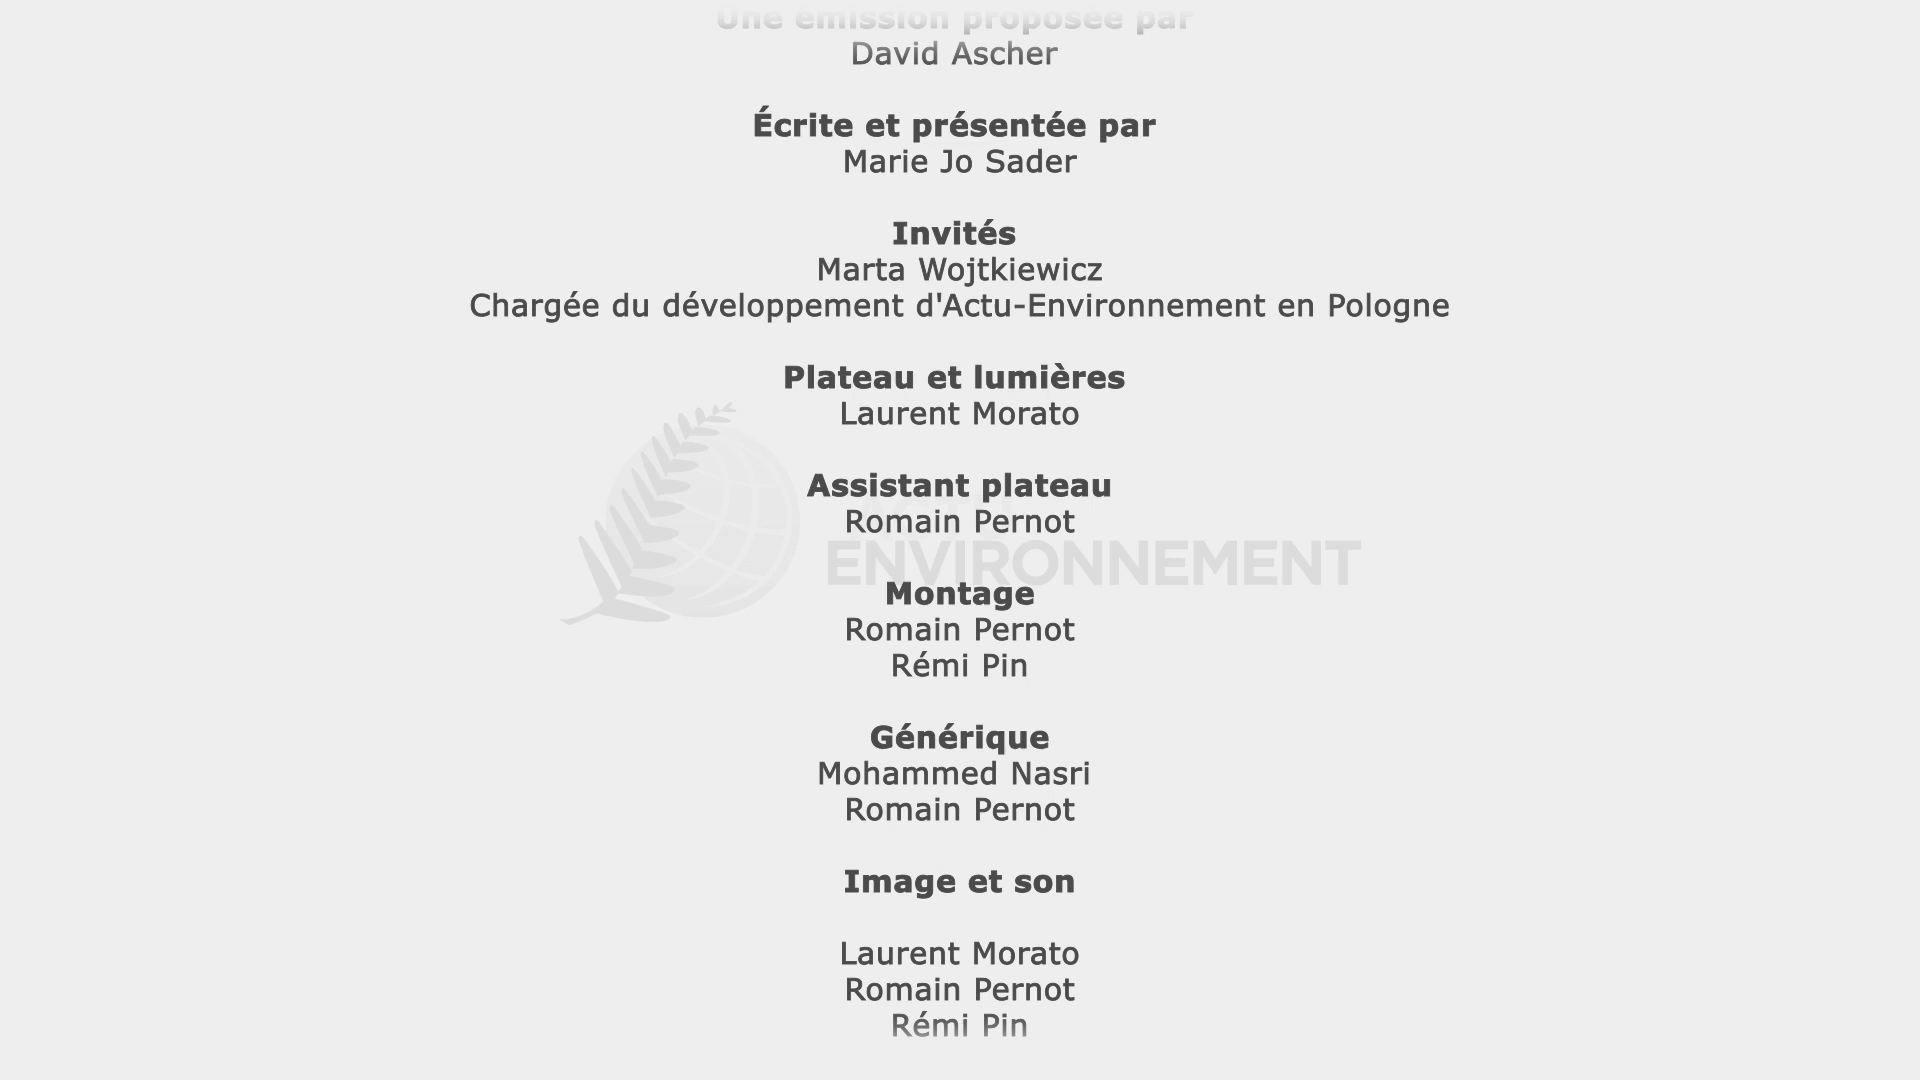 Une émission proposée par
David Ascher
Écrite et présentée par
Marie Jo Sader
Invités
Marta Wojtkiewicz
Chargée du développement d'Actu-Environnement en Pologne
Plateau et lumières
Laurent Morato
Assistant plateau
Romain Pernot
ACTU
ENVIRONNEMENT
Montage
Romain Pernot
Rémi Pin
Générique
Mohammed Nasri
Romain Pernot
Image et son
Laurent Morato
Romain Pernot
Rémi Pin